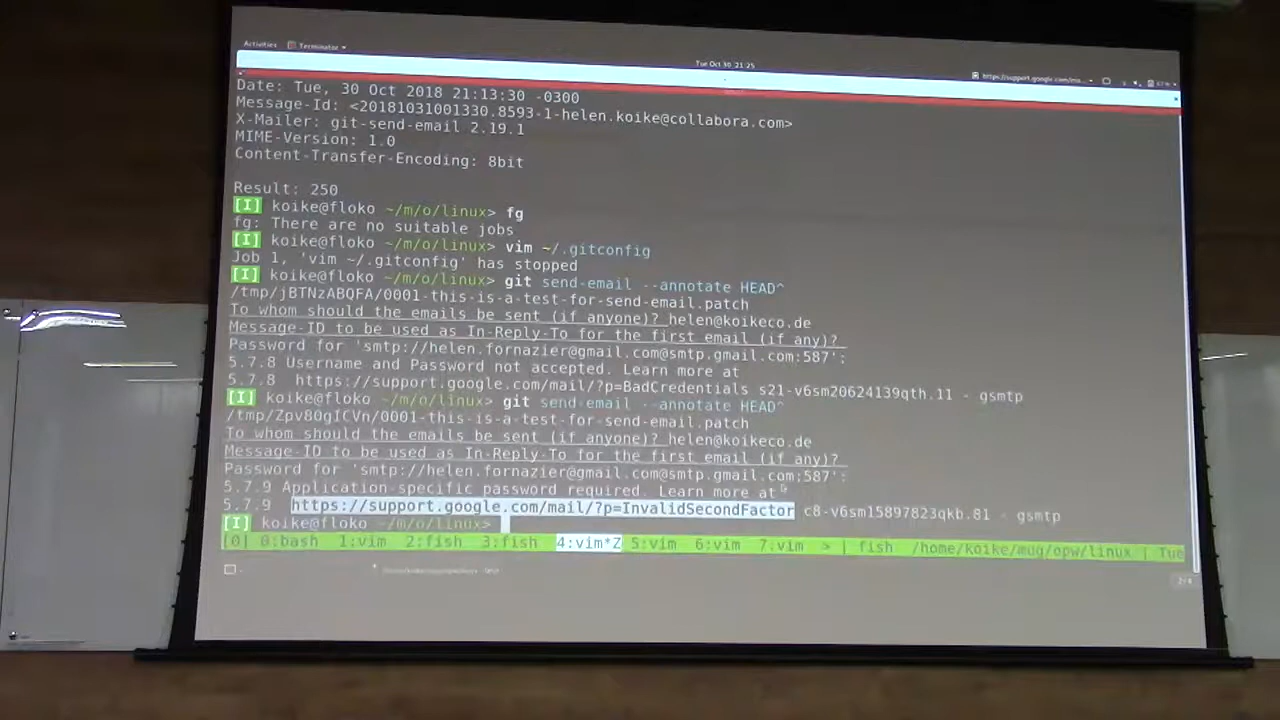 Activities Terminator
Tue Oct 30, 21:25
Date: Tue, 30 Oct 2018 21:13:30 -0300
Message-Id: <20181031001330.8593-1-helen.koike@collabora.com>
X-Mailer: git-send-email 2.19.1
MIME-Version: 1.0
Content-Transfer-Encoding: 8bit
Result: 250
[I] koike@floko ~/m/o/linux> fg
fg: There are no suitable jobs
[I] koike@floko ~/m/o/linux> vim ~/.gitconfig
Job 1, 'vim ~/.gitconfig' has stopped
[I] koike@floko ~/m/o/linux> git send-email --annotate HEAD^
/tmp/jBTNzABQFA/0001-this-is-a-test-for-send-email.patch
To whom should the emails be sent (if anyone)? helen@koikeco.de
Message-ID to be used as In-Reply-To for the first email (if any)?
Password for 'smtp://helen.fornazier@gmail.com@smtp.gmail.com:587':
5.7.8 Username and Password not accepted. Learn more at
5.7.8 https://support.google.com/mail/?p=BadCredentials s21-v6sm20624139qth.11 - gsmtp
[I] koike@floko ~/m/o/linux> git send-email --annotate HEAD^
/tmp/Zpv80gICVn/0001-this-is-a-test-for-send-email.patch
To whom should the emails be sent (if anyone)? helen@koikeco.de
Message-ID to be used as In-Reply-To for the first email (if any)?
Password for 'smtp://helen.fornazier@gmail.com@smtp.gmail.com:587':
5.7.9 Application-specific password required. Learn more at
5.7.9 https://support.google.com/mail/?p=InvalidSecondFactor c8-v6sm15897823qkb.81 - gsmtp
[I] koike@floko ~/m/o/linux>
[0] 0:bash 1:vim 2:fish 3:fish 4:vim*Z 5:vim 6:vim 7:vim > | fish /home/koike/mug/opw/linux | Tue